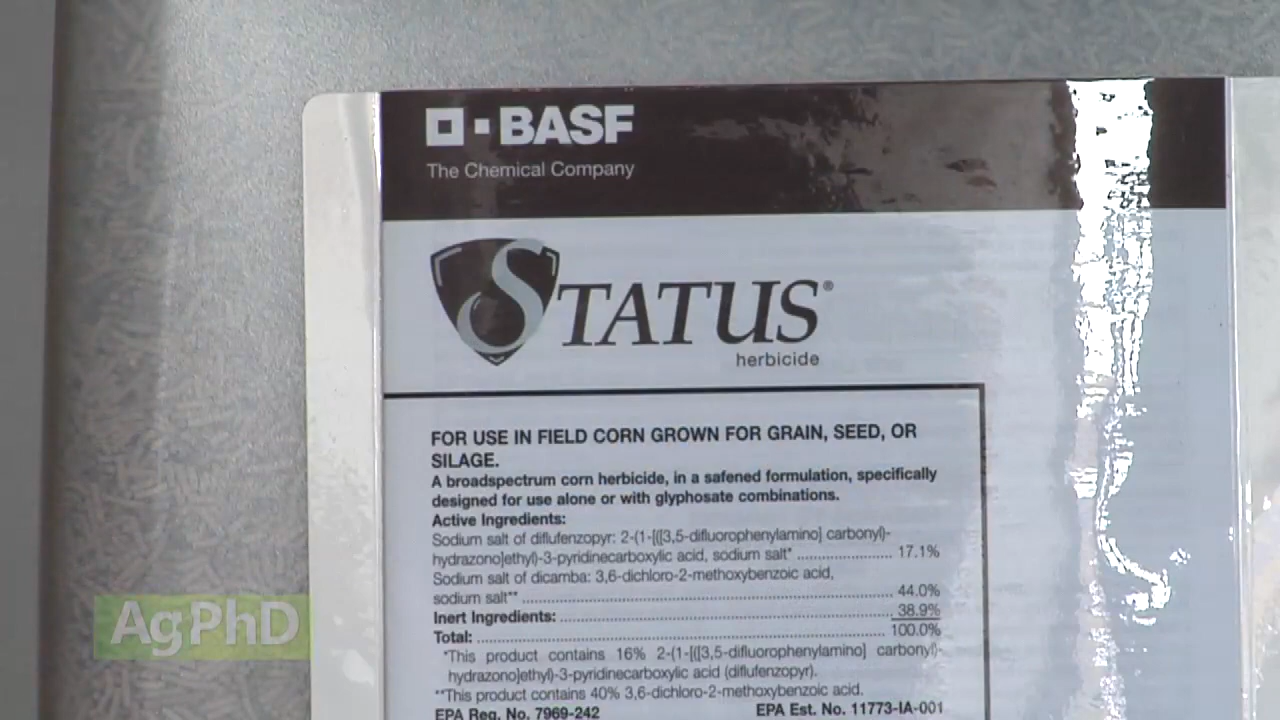 BASF
The Chemical Company
STATUS®
herbicide
FOR USE IN FIELD CORN GROWN FOR GRAIN, SEED, OR
SILAGE.
A broadspectrum corn herbicide, in a safened formulation, specifically
designed for use alone or with glyphosate combinations.
Active Ingredients:
Sodium salt of diflufenzopyr: 2-(1-[([3,5-difluorophenylamino] carbonyl)-
hydrazono]ethyl)-3-pyridinecarboxylic acid, sodium salt* .................... 17.1%
Sodium salt of dicamba: 3,6-dichloro-2-methoxybenzoic acid,
sodium salt** .................................................................... 44.0%
Inert Ingredients: ............................................................. 38.9%
Total: ............................................................................. 100.0%
*This product contains 16% 2-(1-[([3,5-difluorophenylamino] carbonyl)-
hydrazono]ethyl)-3-pyridinecarboxylic acid (diflufenzopyr).
**This product contains 40% 3,6-dichloro-2-methoxybenzoic acid.
EPA Reg. No. 7969-242 EPA Est. No. 11773-IA-001
AgPhD